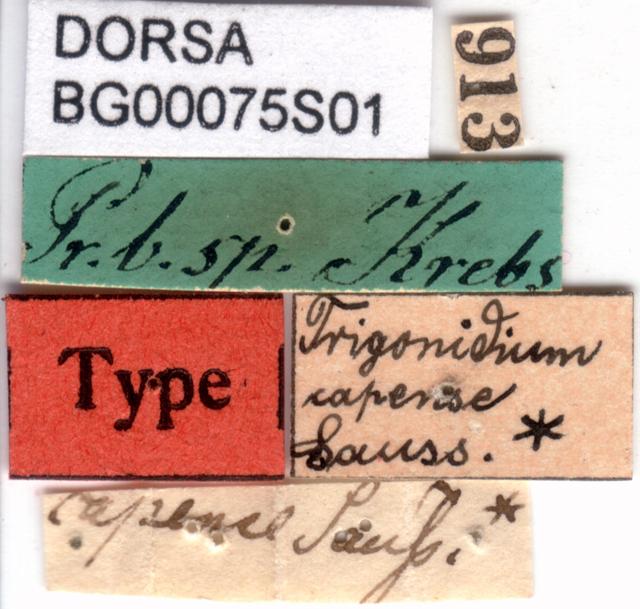 DORSA
BG00075S01
913
Pr. b. sp. Krebs
Type
Trigonidium
capense
Sauss. *
capense Sauss. *